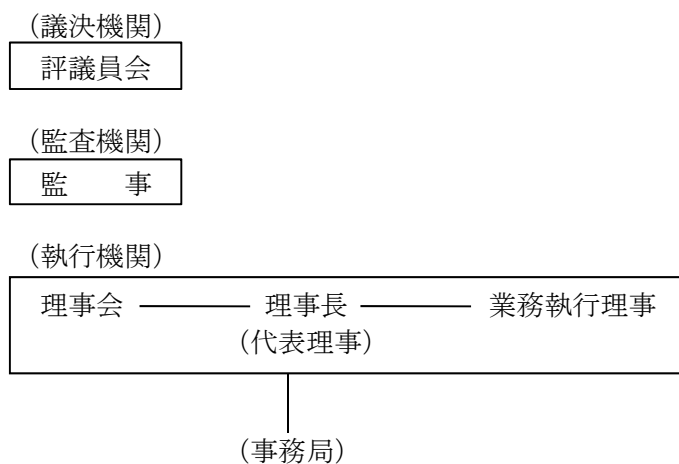 （議決機関）
評議員会
（監査機関）
監　　事
（執行機関）
理事会　理事長　業務執行理事
（代表理事）
（事務局）